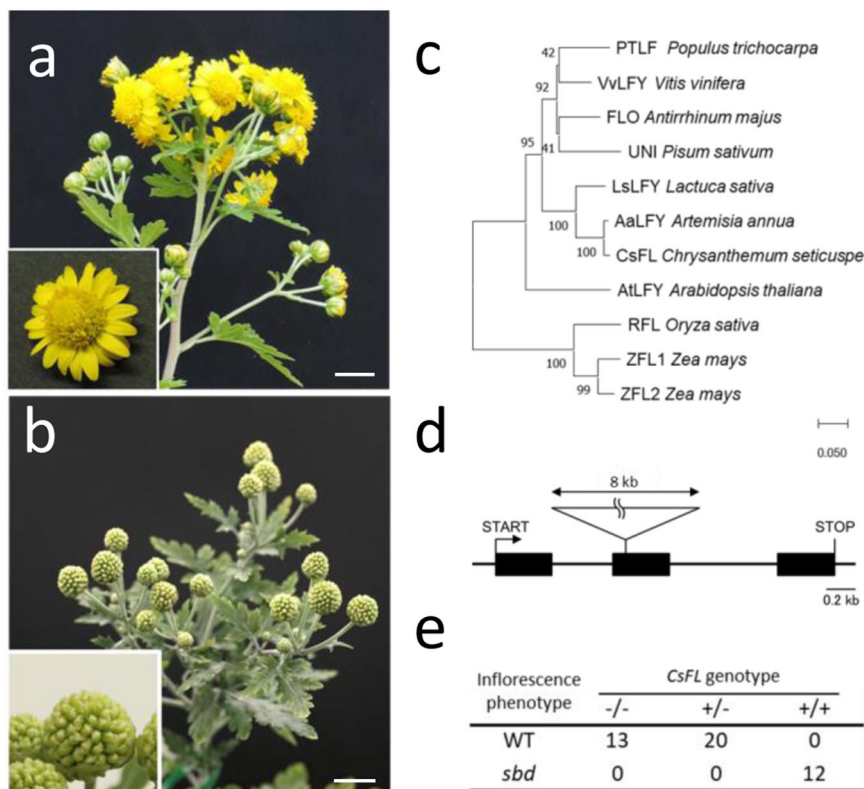 a
b
c
42
PTLF Populus trichocarpa
92
VvLFY Vitis vinifera
FLO Antirrhinum majus
95
41
UNI Pisum sativum
LsLFY Lactuca sativa
100
AaLFY Artemisia annua
100
CsFL Chrysanthemum seticuspe
AtLFY Arabidopsis thaliana
RFL Oryza sativa
100
ZFL1 Zea mays
99
ZFL2 Zea mays
0.050
d
8 kb
START
STOP
0.2 kb
e
Inflorescence phenotype
CsFL genotype
-/- +/- +/+
WT 13 20 0
sbd 0 0 12